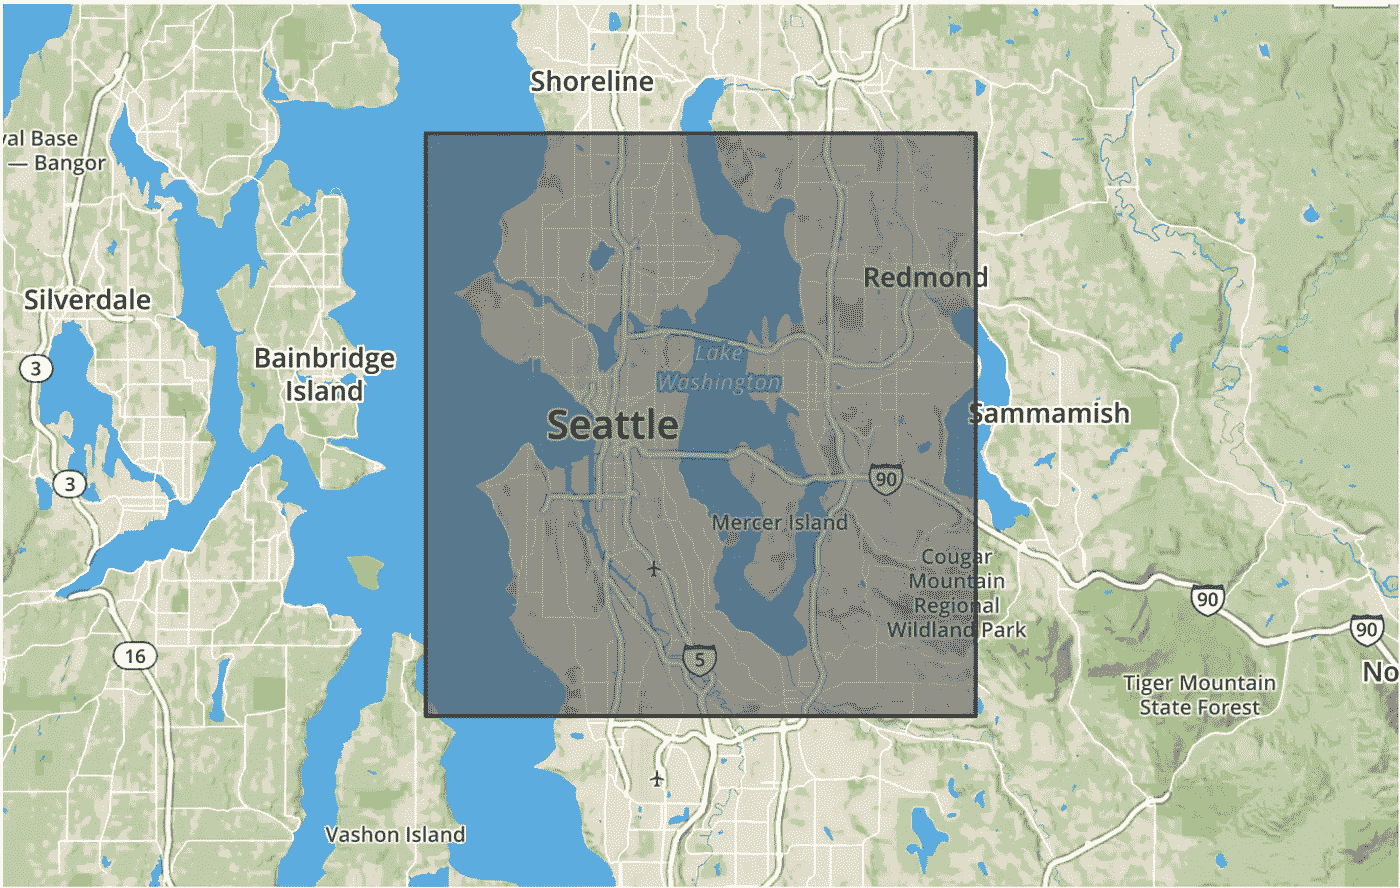 Shoreline
val Base
— Bangor
Redmond
Silverdale
3
Bainbridge
Island
Lake
Washington
Seattle
Sammamish
3
90
Mercer Island
Cougar
Mountain
Regional
Wildland Park
90
90
16
5
No
Tiger Mountain
State Forest
Vashon Island